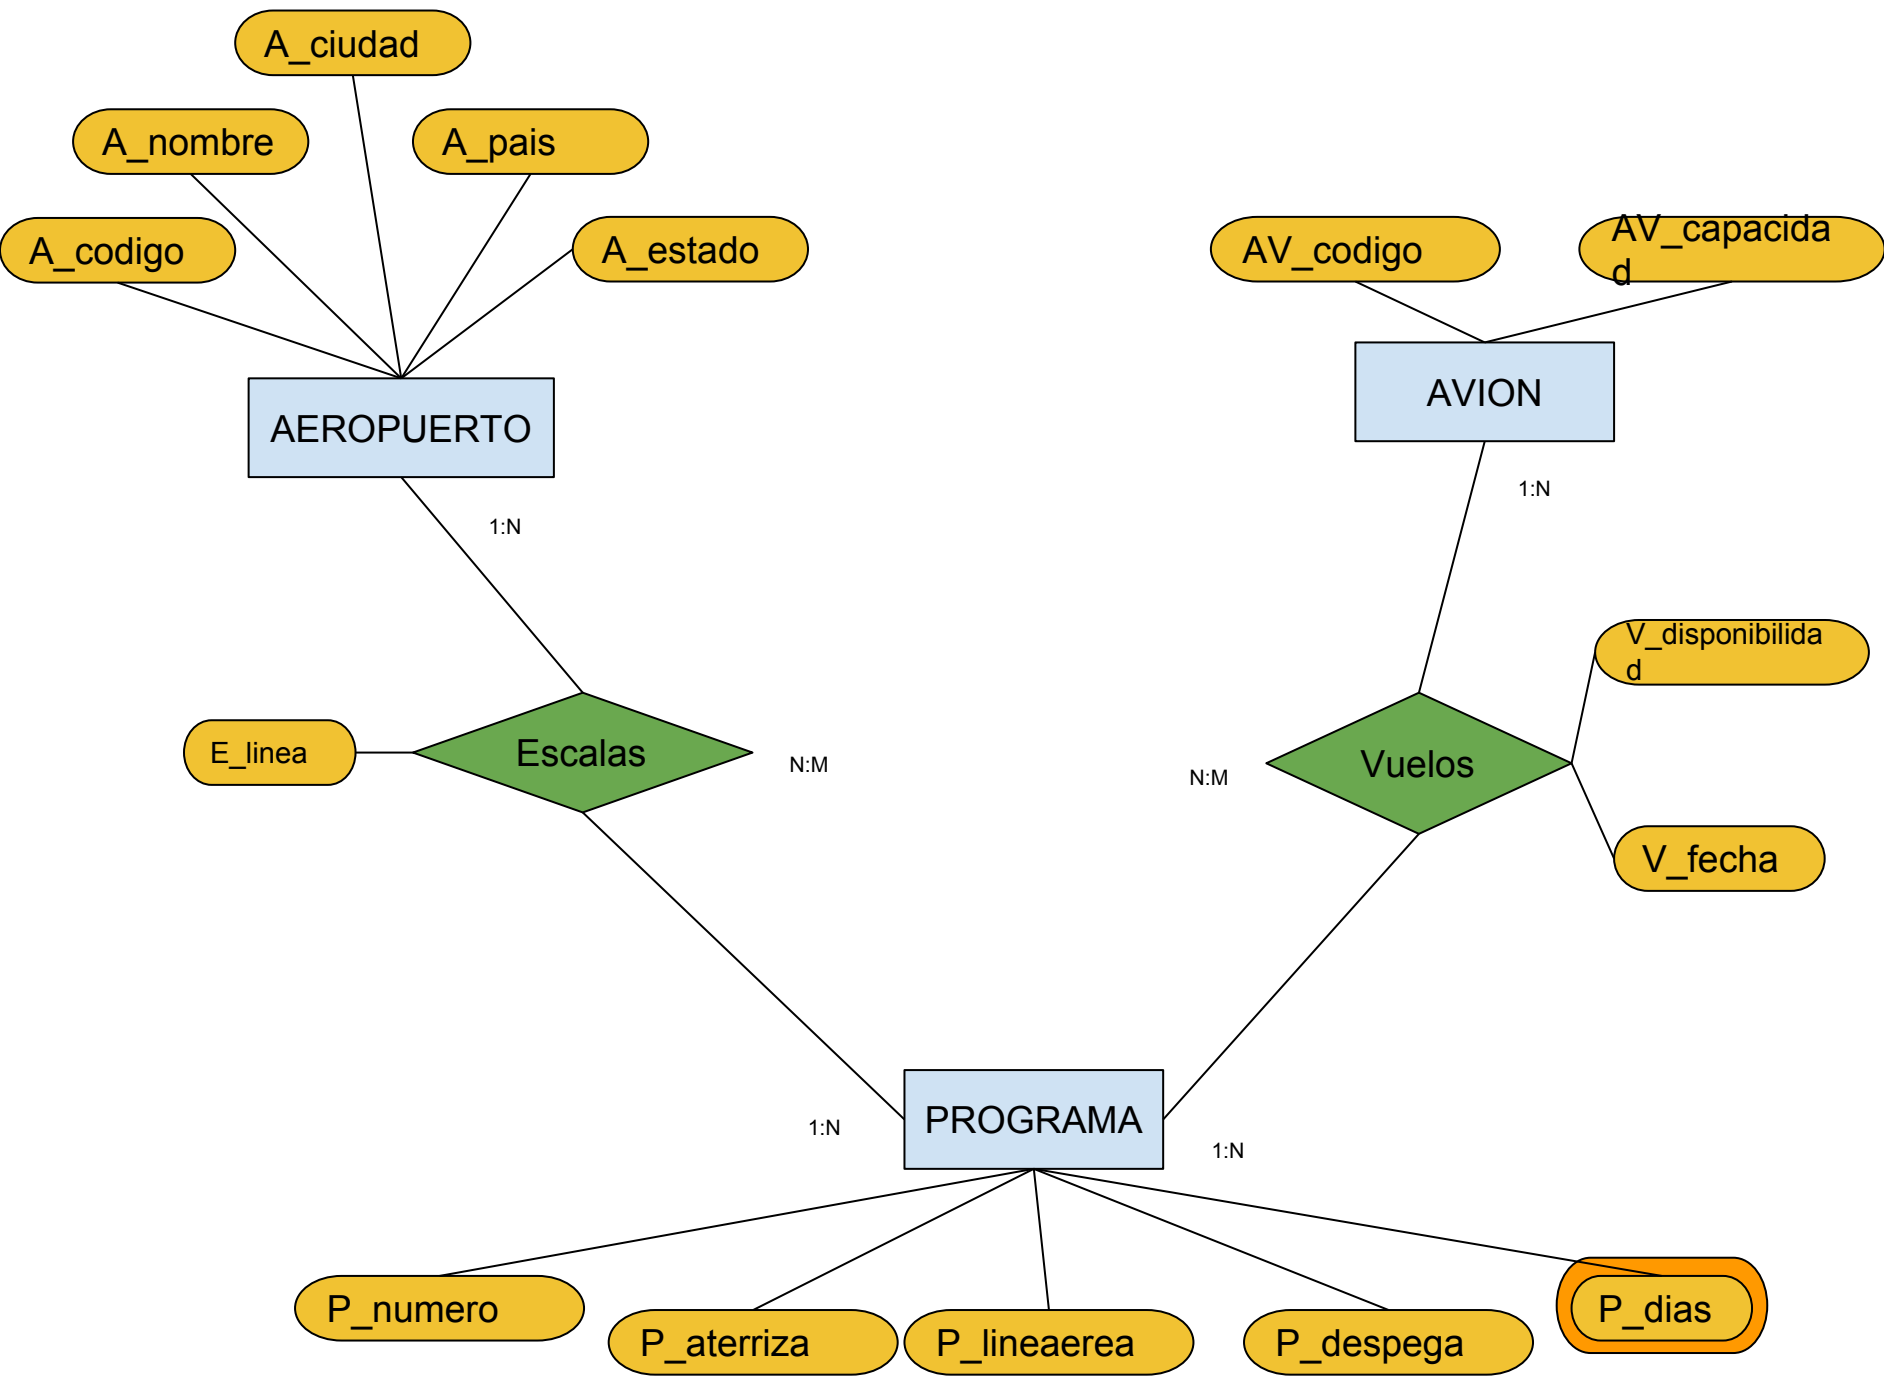 A_ciudad
A_nombre
A_pais
A_codigo
A_estado
AV_codigo
AV_capacida
d
AEROPUERTO
AVION
1:N
1:N
V_disponibilida
d
E_linea
Escalas
N:M
N:M
Vuelos
V_fecha
1:N
PROGRAMA
1:N
P_numero
P_aterriza
P_lineaerea
P_despega
P_dias